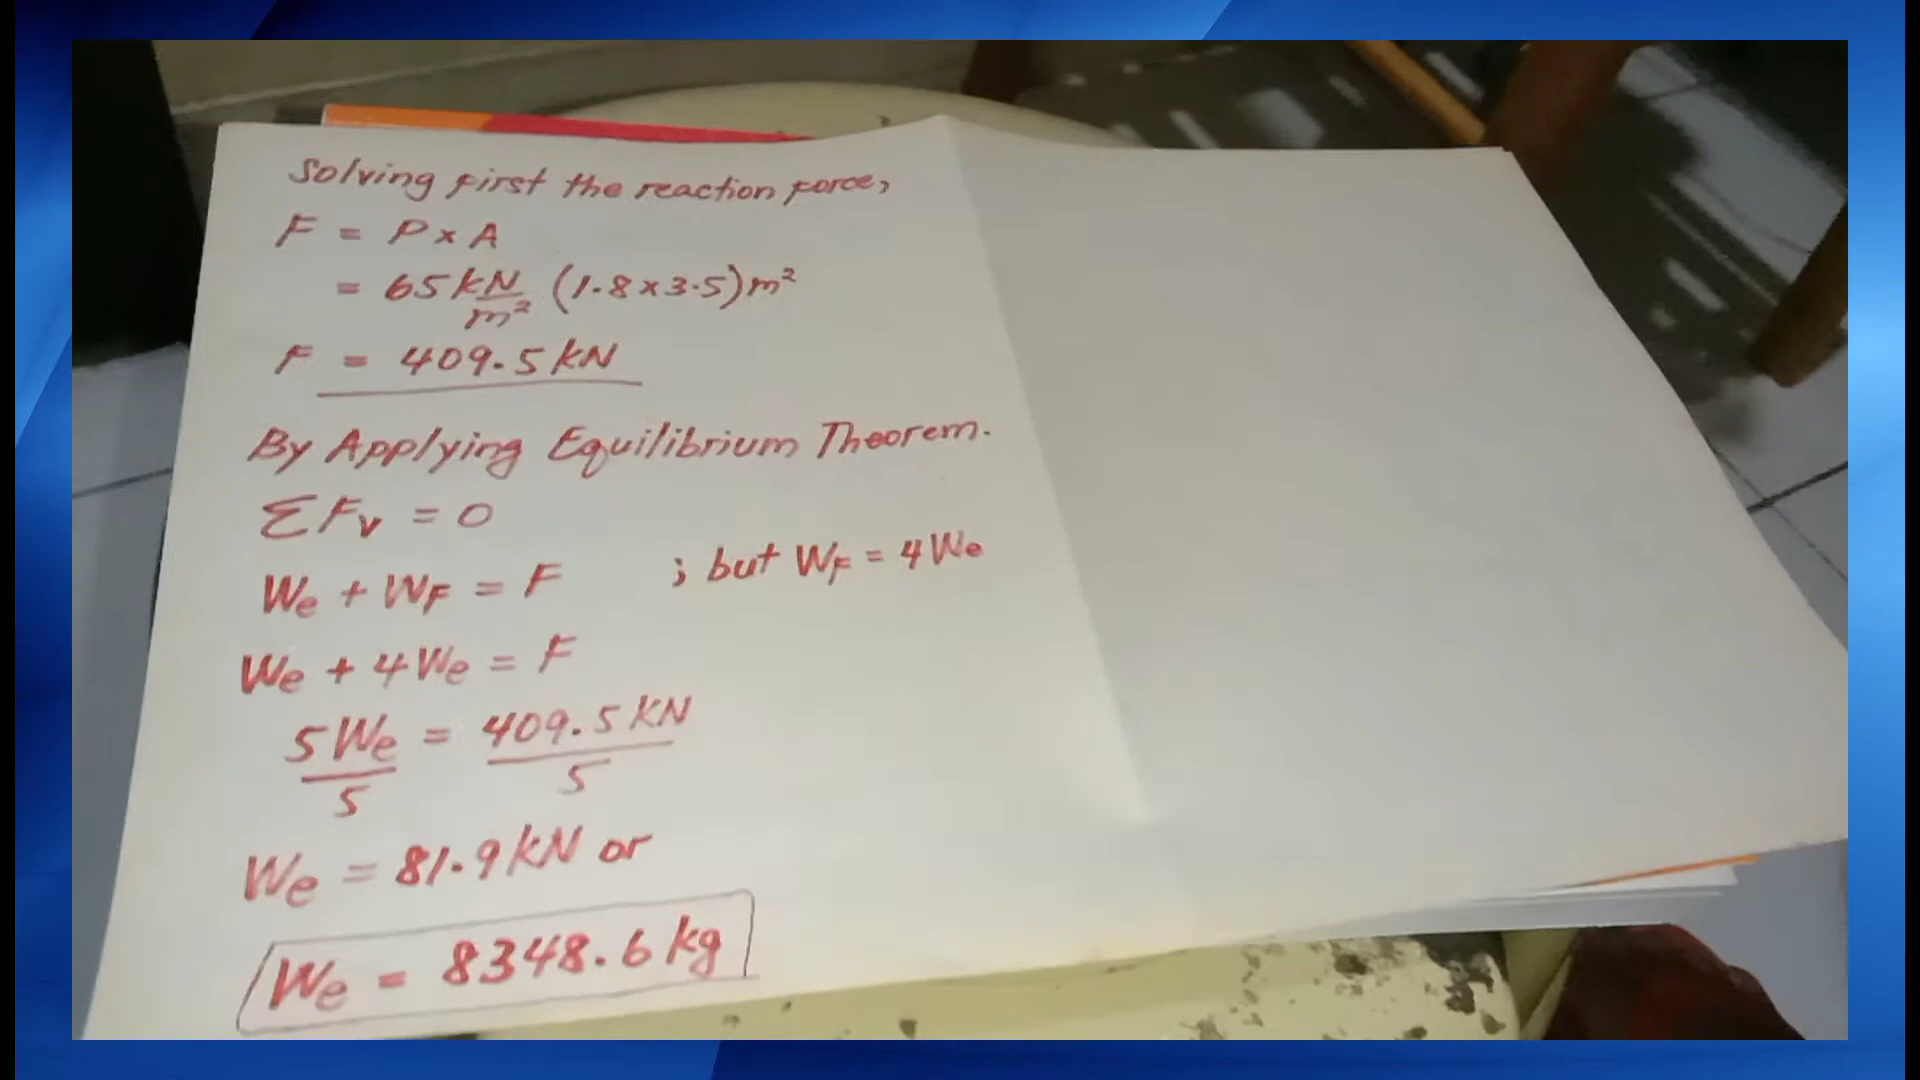 Solving first the reaction force,
F = P x A
= 65 kN/m² (1.8 x 3.5) m²
F = 409.5 kN
By Applying Equilibrium Theorem.
ΣFv = 0
We + WF = F ; but WF = 4We
We + 4We = F
5We/5 = 409.5 kN/5
We = 81.9 kN or
We = 8348.6 kg